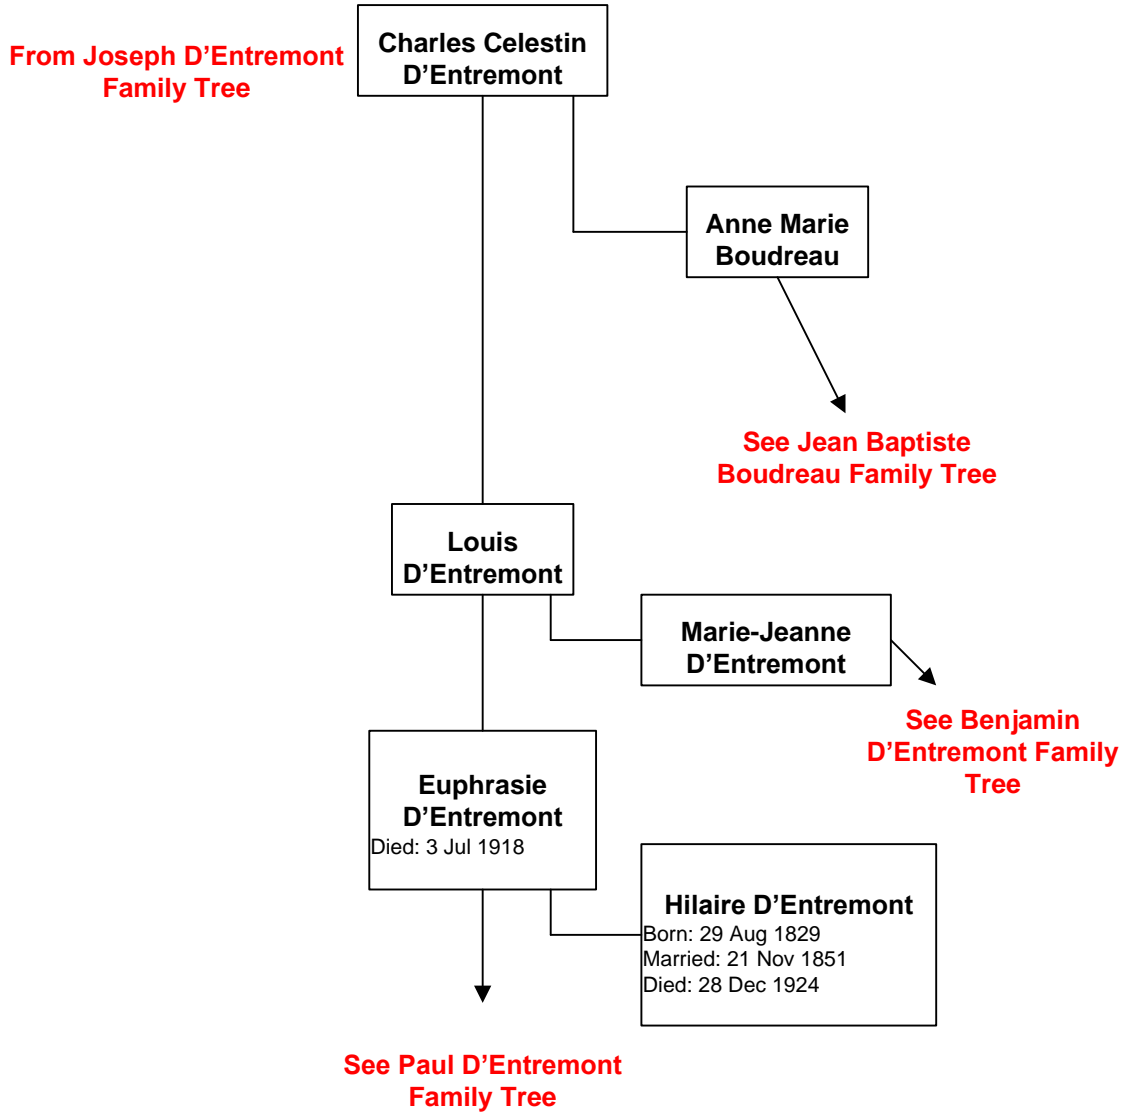 From Joseph D’Entremont
Family Tree
Charles Celestin
D’Entremont
Anne Marie
Boudreau
See Jean Baptiste
Boudreau Family Tree
Louis
D’Entremont
Marie-Jeanne
D’Entremont
See Benjamin
D’Entremont Family
Tree
Euphrasie
D’Entremont
Died: 3 Jul 1918
Hilaire D’Entremont
Born: 29 Aug 1829
Married: 21 Nov 1851
Died: 28 Dec 1924
See Paul D’Entremont
Family Tree